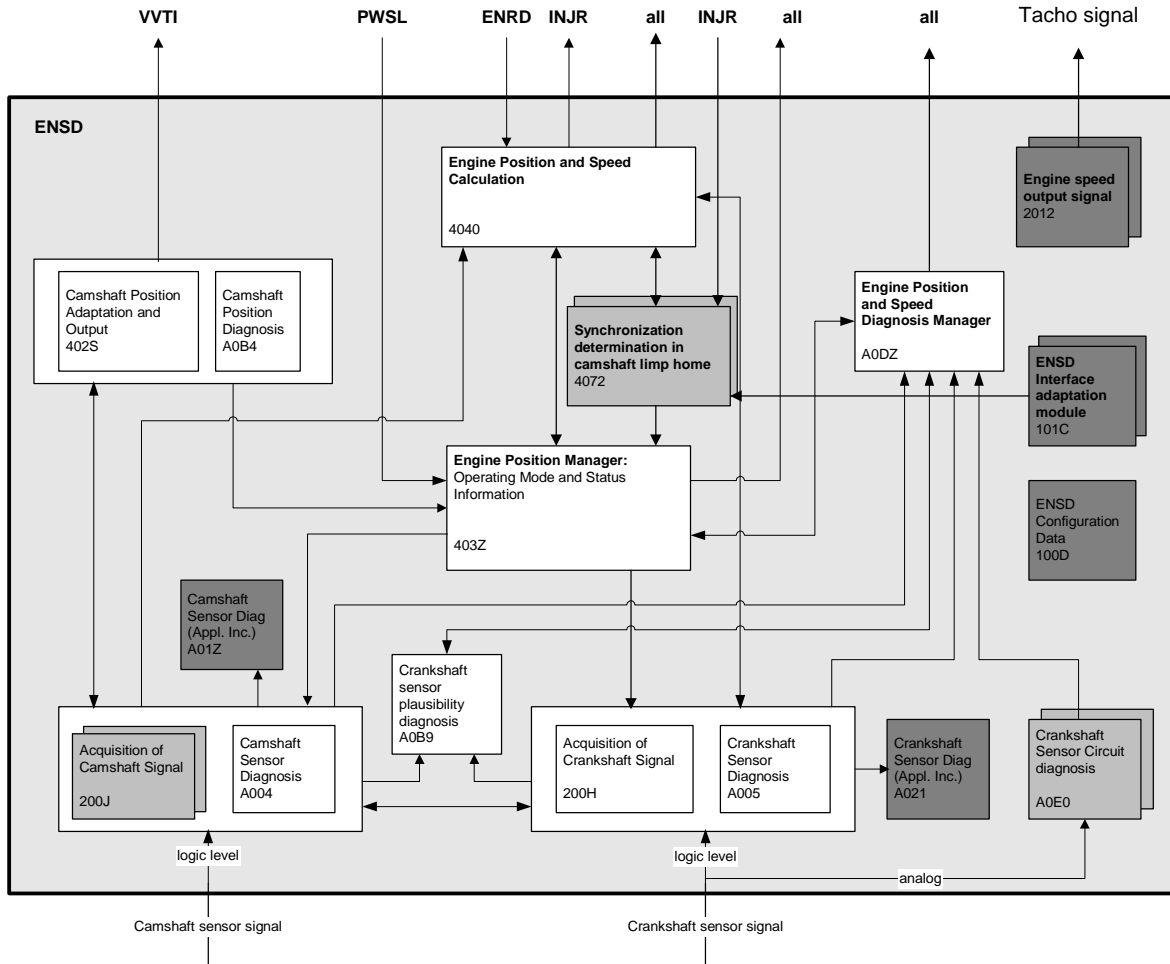 VVTI
PWSL
ENRD
INJR
all
INJR
all
all
Tacho signal
ENSD
Engine Position and Speed
Calculation
4040
Engine speed
output signal
2012
Camshaft Position
Adaptation and
Output
402S
Camshaft
Position
Diagnosis
A0B4
Synchronization
determination in
camshaft limp home
4072
Engine Position
and Speed
Diagnosis Manager
A0DZ
ENSD
Interface
adaptation
module
101C
Engine Position Manager:
Operating Mode and Status
Information
403Z
ENSD
Configuration
Data
100D
Camshaft
Sensor Diag
(Appl. Inc.)
A01Z
Crankshaft
sensor
plausibility
diagnosis
A0B9
Acquisition of
Camshaft Signal
200J
Camshaft
Sensor
Diagnosis
A004
Acquisition of
Crankshaft Signal
200H
Crankshaft
Sensor
Diagnosis
A005
Crankshaft
Sensor Diag
(Appl. Inc.)
A021
Crankshaft
Sensor Circuit
diagnosis
A0E0
logic level
logic level
analog
Camshaft sensor signal
Crankshaft sensor signal